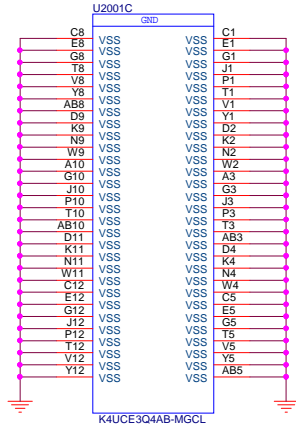 U2001C
GND
C8 VSS VSS C1
E8 VSS VSS E1
G8 VSS VSS G1
T8 VSS VSS J1
V8 VSS VSS P1
Y8 VSS VSS T1
AB8 VSS VSS V1
D9 VSS VSS Y1
K9 VSS VSS D2
N9 VSS VSS K2
W9 VSS VSS N2
A10 VSS VSS W2
G10 VSS VSS A3
J10 VSS VSS G3
P10 VSS VSS J3
T10 VSS VSS P3
AB10 VSS VSS T3
D11 VSS VSS AB3
K11 VSS VSS D4
N11 VSS VSS K4
W11 VSS VSS N4
C12 VSS VSS W4
E12 VSS VSS C5
G12 VSS VSS E5
J12 VSS VSS G5
P12 VSS VSS T5
T12 VSS VSS V5
V12 VSS VSS Y5
Y12 VSS VSS AB5
K4UCE3Q4AB-MGCL